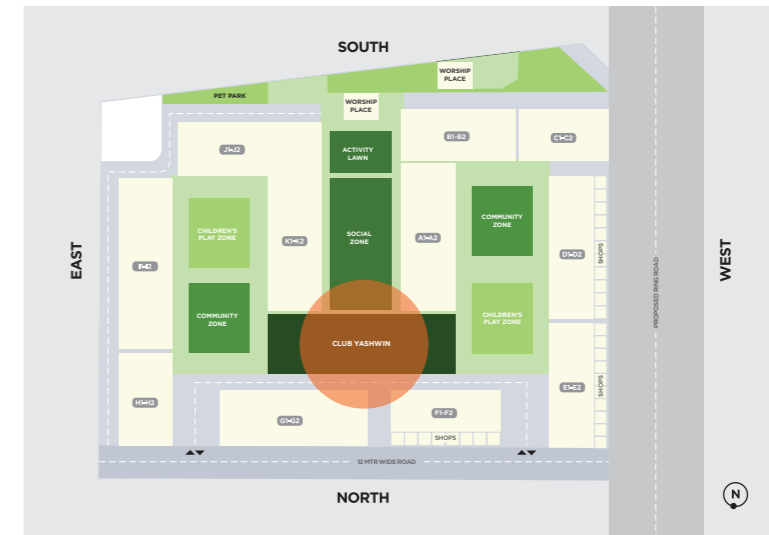 SOUTH
WORSHIP
PLACE
PET PARK
WORSHIP
PLACE
B1-B2
C1-C2
J1-J2
ACTIVITY
LAWN
CHILDREN'S
PLAY ZONE
K1-K2
SOCIAL
ZONE
A1-A2
COMMUNITY
ZONE
D1-D2
SHOPS
EAST
WEST
PROPOSED RING ROAD
COMMUNITY
ZONE
CHILDREN'S
PLAY ZONE
CLUB YASHWIN
E1-E2
SHOPS
H1-H2
G1-G2
F1-F2
SHOPS
12 MTR WIDE ROAD
NORTH
N